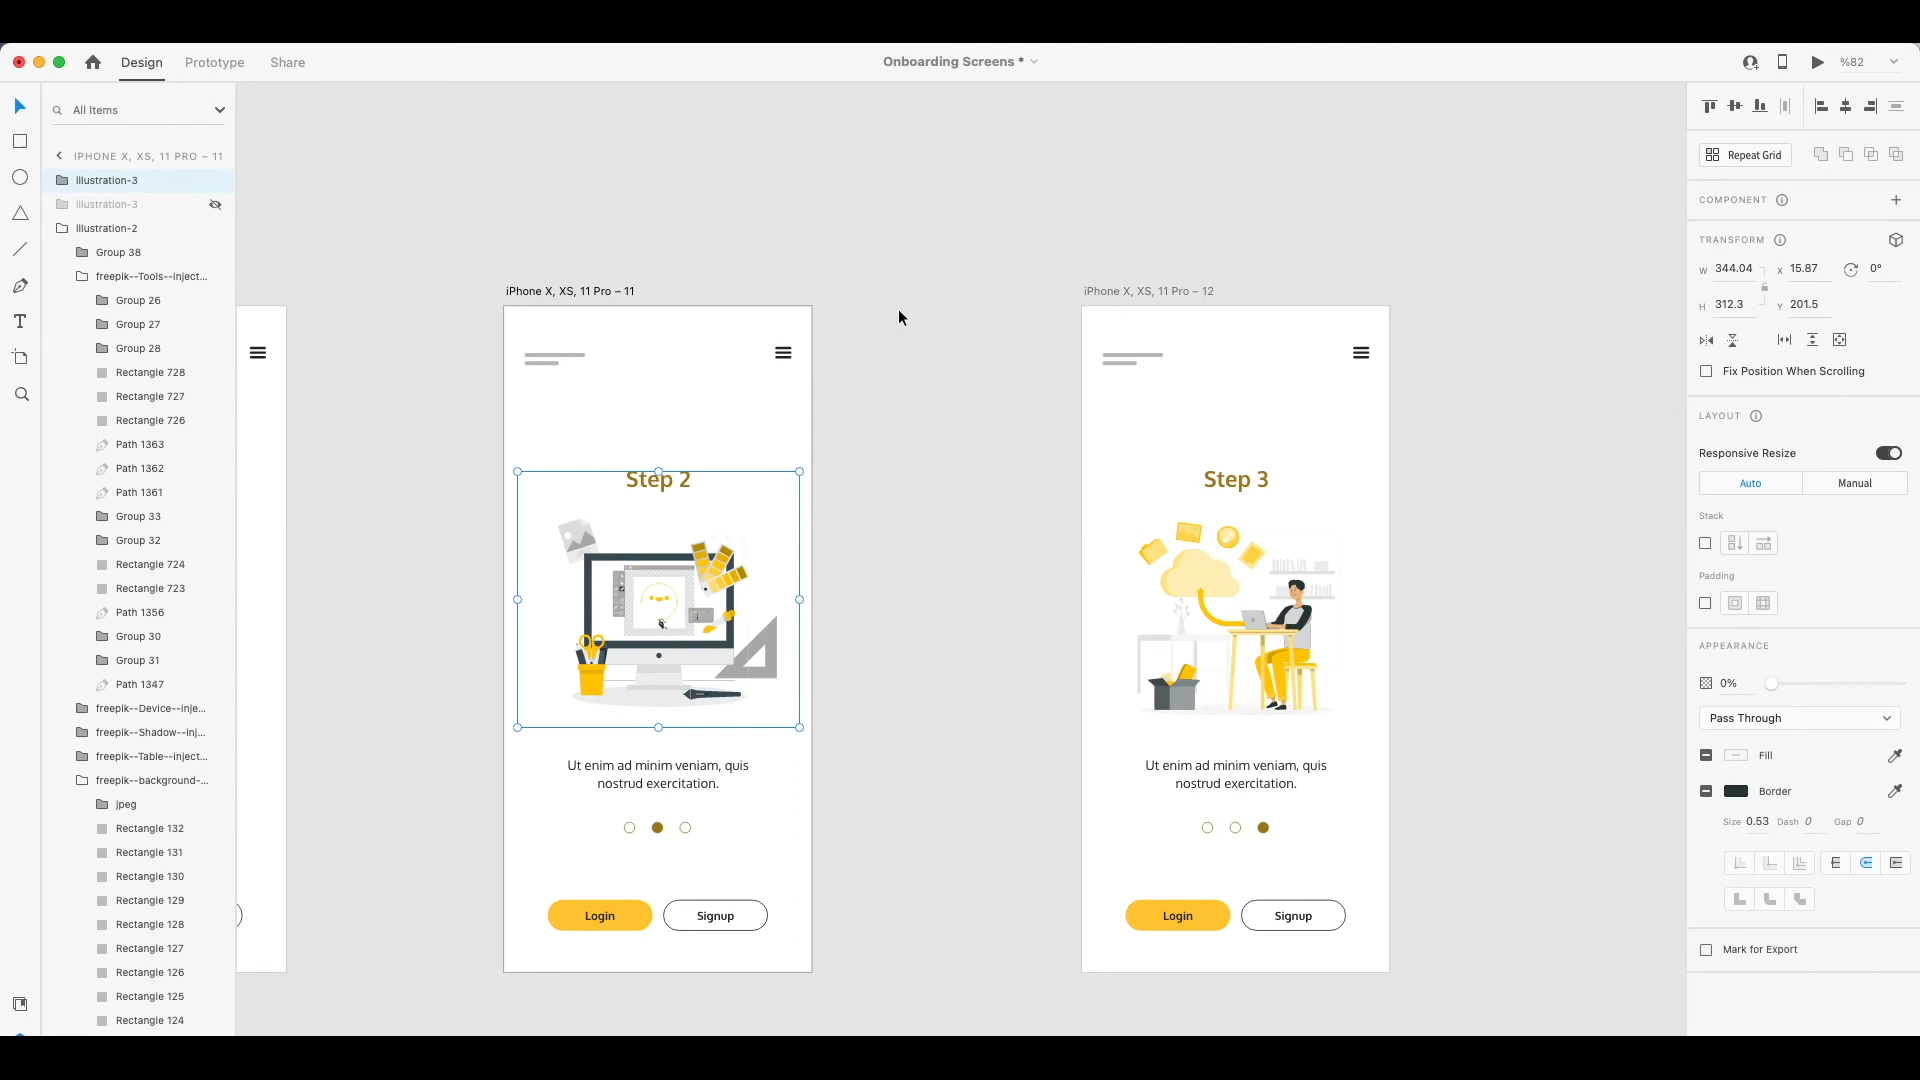 Design
Prototype
Share
Onboarding Screens *
%82
All Items
IPHONE X, XS, 11 PRO – 11
illustration-3
illustration-3
illustration-2
Group 38
freepik--Tools--inject...
Group 26
Group 27
Group 28
Rectangle 728
Rectangle 727
Rectangle 726
Path 1363
Path 1362
Path 1361
Group 33
Group 32
Rectangle 724
Rectangle 723
Path 1356
Group 30
Group 31
Path 1347
freepik--Device--inje...
freepik--Shadow--inj...
freepik--Table--inject...
freepik--background-...
jpeg
Rectangle 132
Rectangle 131
Rectangle 130
Rectangle 129
Rectangle 128
Rectangle 127
Rectangle 126
Rectangle 125
Rectangle 124
iPhone X, XS, 11 Pro – 11
Step 2
Ut enim ad minim veniam, quis
nostrud exercitation.
Login
Signup
iPhone X, XS, 11 Pro – 12
Step 3
Ut enim ad minim veniam, quis
nostrud exercitation.
Login
Signup
Repeat Grid
COMPONENT
TRANSFORM
W 344.04 X 15.87 0°
H 312.3 Y 201.5
Fix Position When Scrolling
LAYOUT
Responsive Resize
Auto Manual
Stack
Padding
APPEARANCE
0%
Pass Through
Fill
Border
Size 0.53 Dash 0 Gap 0
Mark for Export